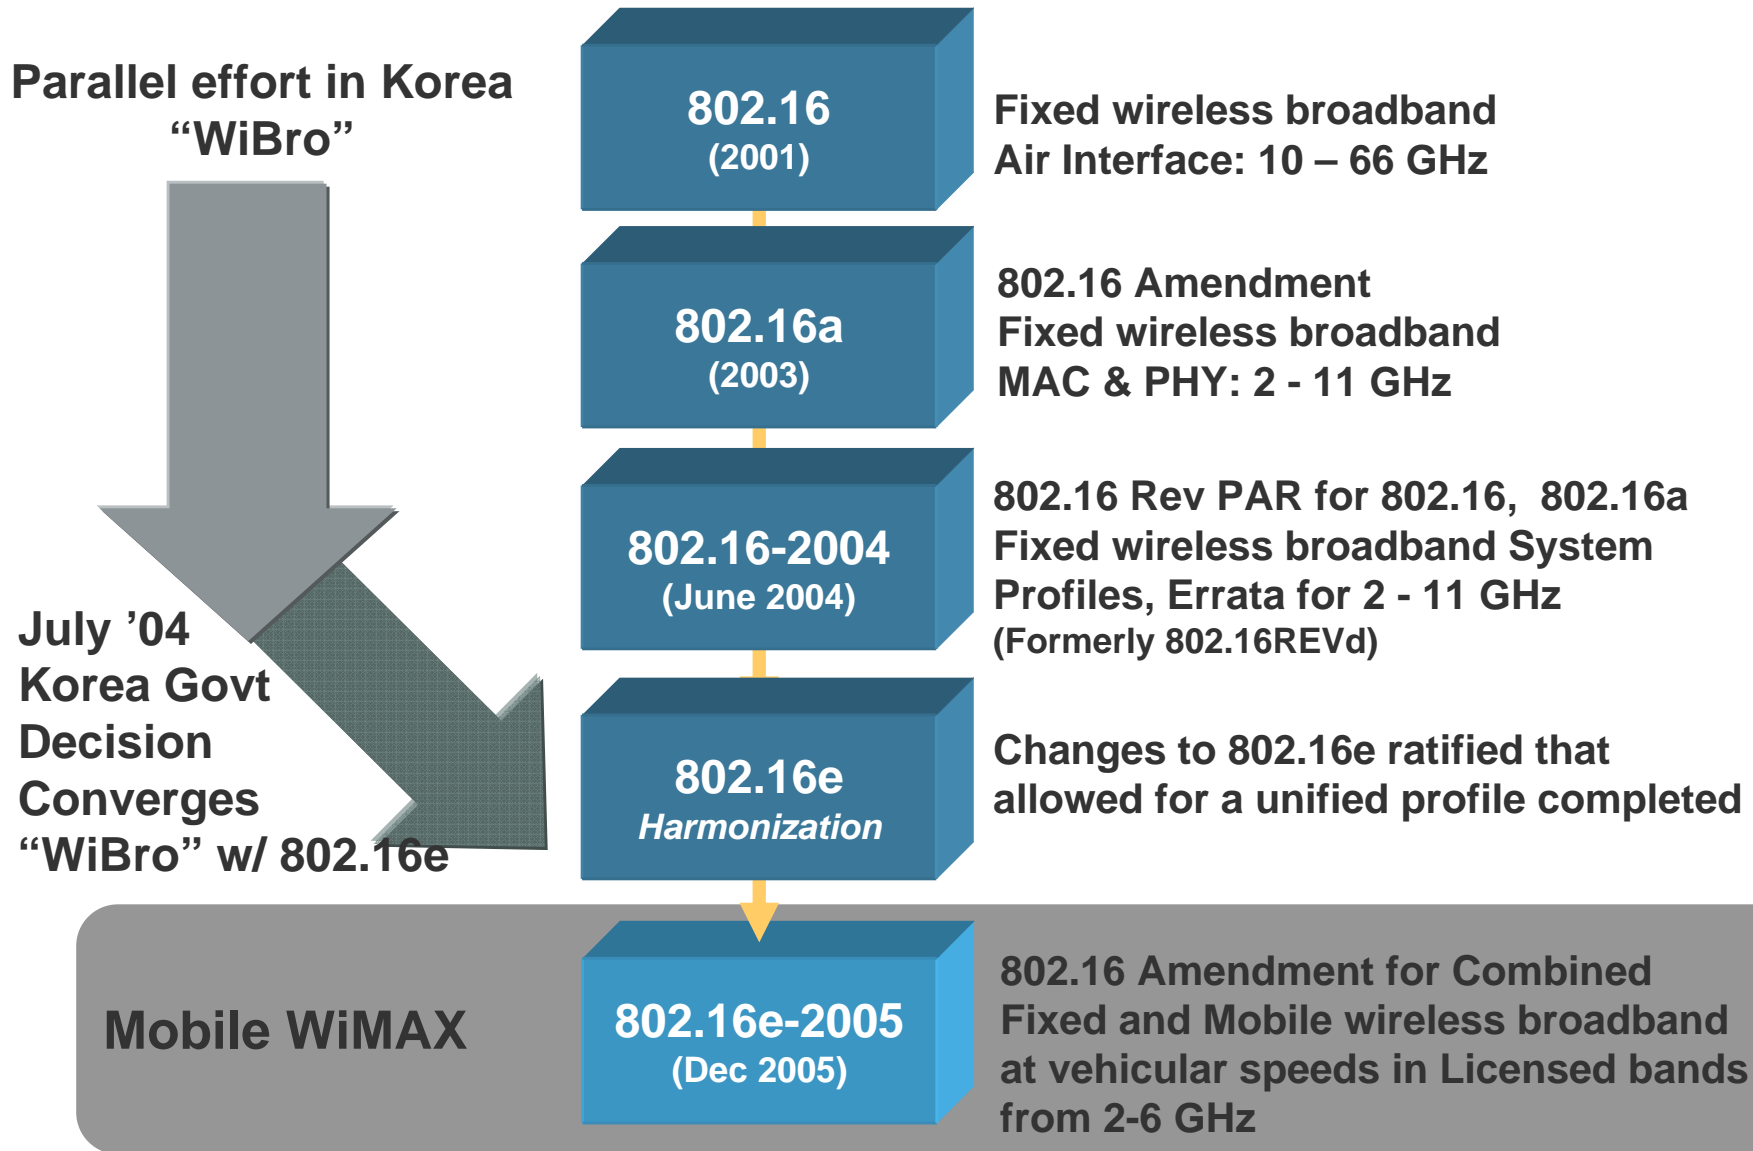 Parallel effort in Korea
“WiBro”
802.16
(2001)
Fixed wireless broadband
Air Interface: 10 – 66 GHz
802.16a
(2003)
802.16 Amendment
Fixed wireless broadband
MAC & PHY: 2 - 11 GHz
802.16-2004
(June 2004)
802.16 Rev PAR for 802.16,  802.16a
Fixed wireless broadband System
Profiles, Errata for 2 - 11 GHz
(Formerly 802.16REVd)
July ’04
Korea Govt
Decision
Converges
“WiBro” w/ 802.16e
802.16e
Harmonization
Changes to 802.16e ratified that
allowed for a unified profile completed
Mobile WiMAX
802.16e-2005
(Dec 2005)
802.16 Amendment for Combined
Fixed and Mobile wireless broadband
at vehicular speeds in Licensed bands
from 2-6 GHz